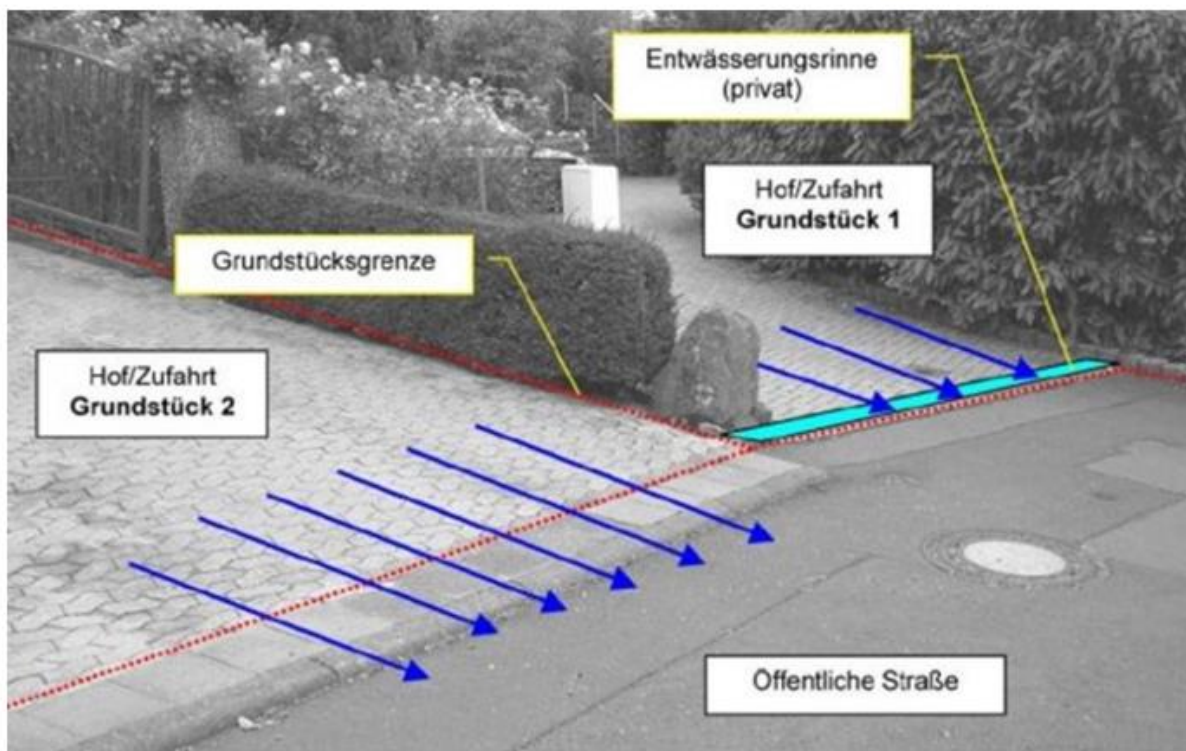 Entwässerungsrinne
(privat)
Hof/Zufahrt
Grundstück 1
Grundstücksgrenze
Hof/Zufahrt
Grundstück 2
Öffentliche Straße